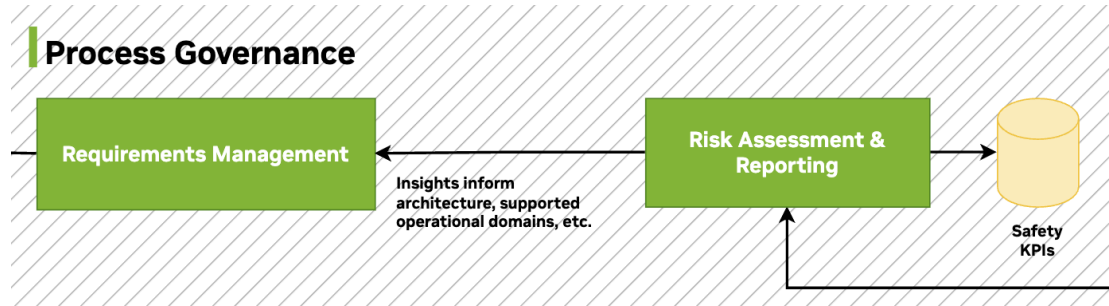 Process Governance
Requirements Management
Risk Assessment &
Reporting
Insights inform
architecture, supported
operational domains, etc.
Safety
KPIs